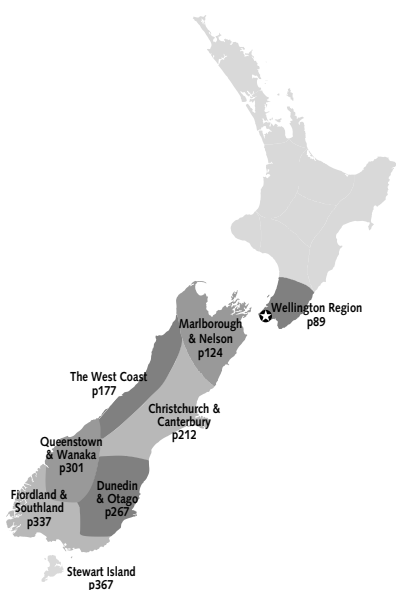 Wellington Region
p89
Marlborough
& Nelson
p124
The West Coast
p177
Christchurch &
Canterbury
p212
Queenstown
& Wanaka
p301
Dunedin
& Otago
p267
Fiordland &
Southland
p337
Stewart Island
p367